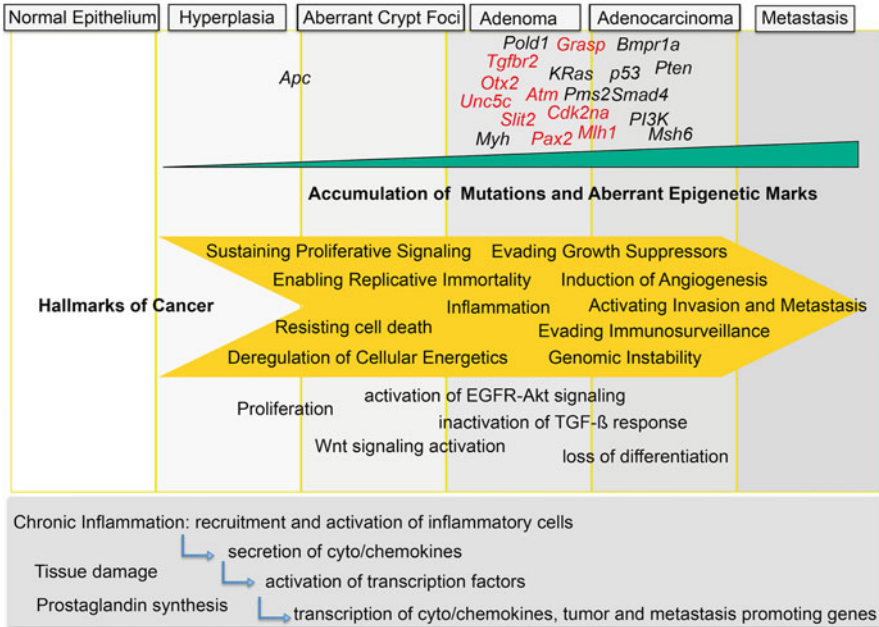 Normal Epithelium Hyperplasia Aberrant Crypt Foci Adenoma Adenocarcinoma Metastasis
Pold1 Grasp Bmpr1a
Tgfbr2
Apc Otx2 KRas p53 Pten
Unc5c Atm Pms2 Smad4
Slit2 Cdk2na PI3K
Myh Pax2 Mlh1 Msh6
Accumulation of Mutations and Aberrant Epigenetic Marks
Sustaining Proliferative Signaling Evading Growth Suppressors
Enabling Replicative Immortality Induction of Angiogenesis
Hallmarks of Cancer Inflammation Activating Invasion and Metastasis
Resisting cell death Evading Immunosurveillance
Deregulation of Cellular Energetics Genomic Instability
activation of EGFR-Akt signaling
Proliferation
inactivation of TGF-ß response
Wnt signaling activation
loss of differentiation
Chronic Inflammation: recruitment and activation of inflammatory cells
secretion of cyto/chemokines
Tissue damage
activation of transcription factors
Prostaglandin synthesis
transcription of cyto/chemokines, tumor and metastasis promoting genes